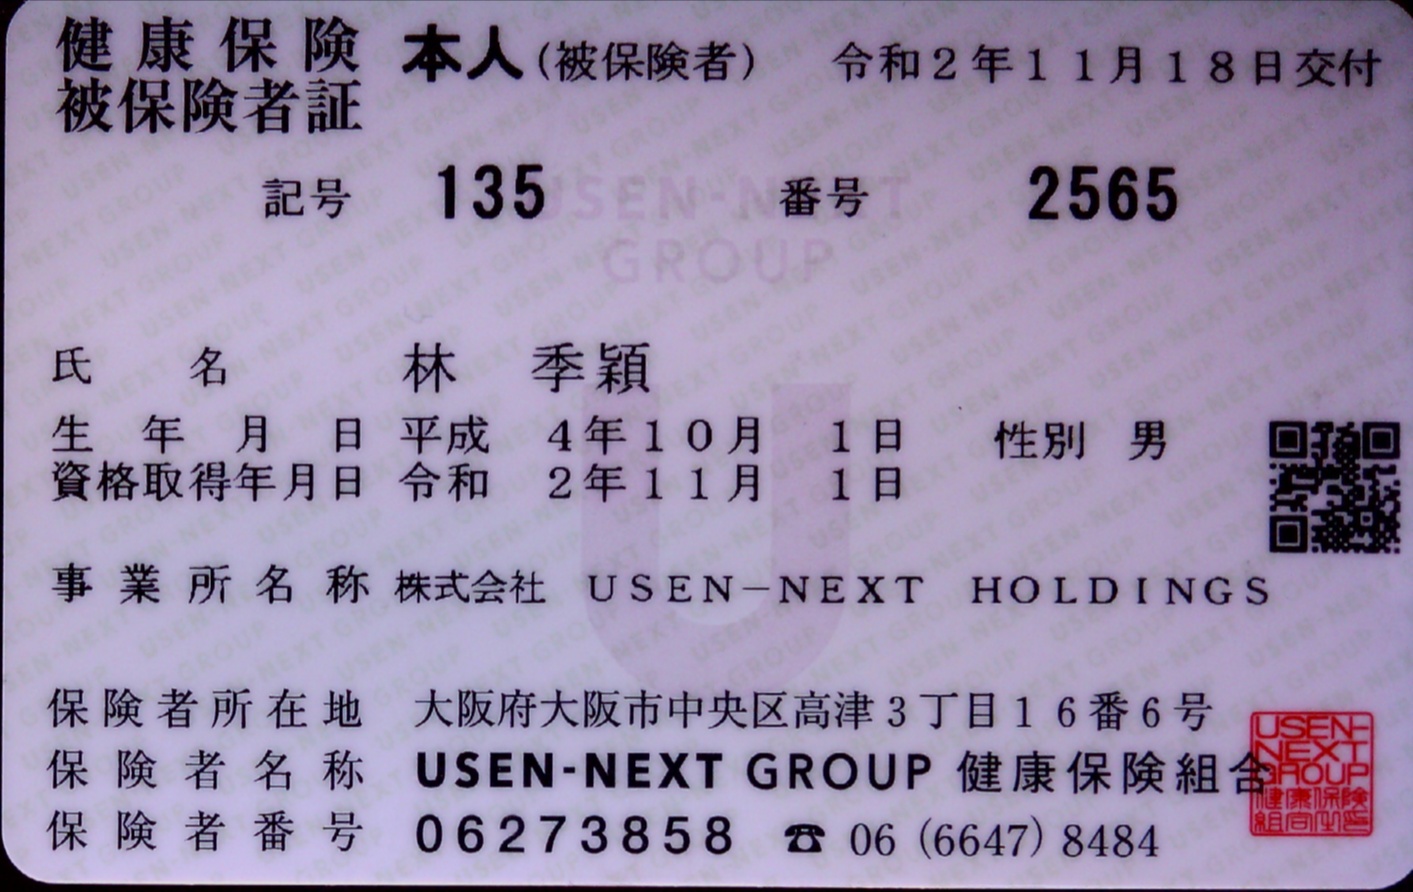 健康保険 本人(被保険者) 令和2年11月18日交付
被保険者証
記号 135 番号 2565
USEN-NEXT
GROUP
氏名 林 季穎
生年月日 平成 4年10月 1日 性別 男
資格取得年月日 令和 2年11月 1日
事業所名称 株式会社 USEN-NEXT HOLDINGS
保険者所在地 大阪府大阪市中央区高津3丁目16番6号
保険者名称 USEN-NEXT GROUP 健康保険組合
保険者番号 06273858 ☎ 06 (6647) 8484
USEN-
NEXT
GROUP
健康保険